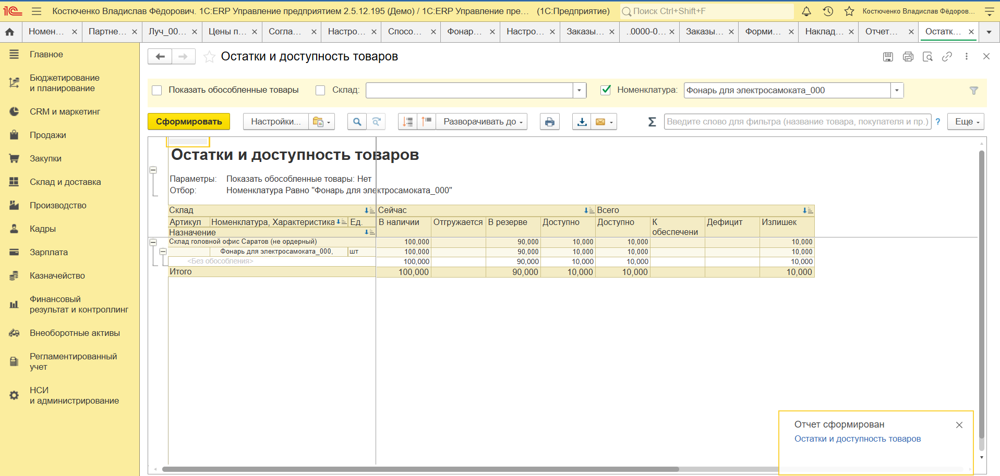 1С Костюченко Владислав Фёдорович. 1С:ERP Управление предприятием 2.5.12.195 (Демо) / 1С:ERP Управление пре... (1С:Предприятие) Поиск Ctrl+Shift+F Костюченко Владислав Фёдоров...
Номен... Партне... Луч_00... Цены п... Согла... Настро... Спосо... Фонар... Настро... Заказы... ..0000-0... Заказы... Форми... Наклад... Отчет... Остатк...
Главное
Бюджетирование
и планирование
CRM и маркетинг
Продажи
Закупки
Склад и доставка
Производство
Кадры
Зарплата
Казначейство
Финансовый
результат и контроллинг
Внеоборотные активы
Регламентированный
учет
НСИ
и администрирование
Остатки и доступность товаров
Показать обособленные товары Склад: Номенклатура: Фонарь для электросамоката_000
Сформировать Настройки... Разворачивать до Σ Введите слово для фильтра (название товара, покупателя и пр.) ? Еще
Остатки и доступность товаров
Параметры: Показать обособленные товары: Нет
Отбор: Номенклатура Равно "Фонарь для электросамоката_000"
Склад Сейчас Всего
Артикул Номенклатура, Характеристика Ед. В наличии Отгружается В резерве Доступно Доступно К обеспечени Дефицит Излишек
Назначение
Склад головной офис Саратов (не ордерный) 100,000 90,000 10,000 10,000 10,000
Фонарь для электросамоката_000, шт 100,000 90,000 10,000 10,000 10,000
<Без обособления> 100,000 90,000 10,000 10,000 10,000
Итого 100,000 90,000 10,000 10,000 10,000
Отчет сформирован
Остатки и доступность товаров